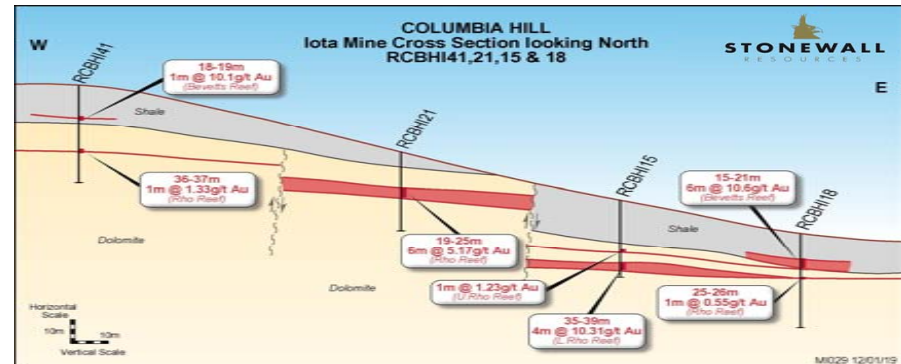 COLUMBIA HILL
Iota Mine Cross Section looking North
RCBHI41,21,15 & 18
STONEWALL
RESOURCES
W
E
RCBHI41
18-19m
1m @ 10.1g/t Au
(Bevetts Reef)
Shale
RCBHI21
36-37m
1m @ 1.33g/t Au
(Rho Reef)
RCBHI15
15-21m
6m @ 10.6g/t Au
(Bevetts Reef)
RCBHI18
Dolomite
19-25m
6m @ 5.17g/t Au
(Rho Reef)
Shale
Dolomite
1m @ 1.23g/t Au
(U Rho Reef)
25-26m
1m @ 0.55g/t Au
(Rho Reef)
35-39m
4m @ 10.31g/t Au
(L Rho Reef)
Horizontal
Scale
10m
10m
Vertical Scale
MI029 12/01/19